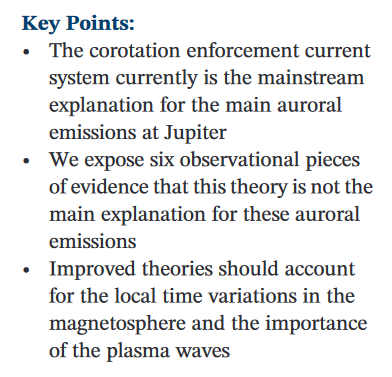 Key Points:
• The corotation enforcement current
system currently is the mainstream
explanation for the main auroral
emissions at Jupiter
• We expose six observational pieces
of evidence that this theory is not the
main explanation for these auroral
emissions
• Improved theories should account
for the local time variations in the
magnetosphere and the importance
of the plasma waves